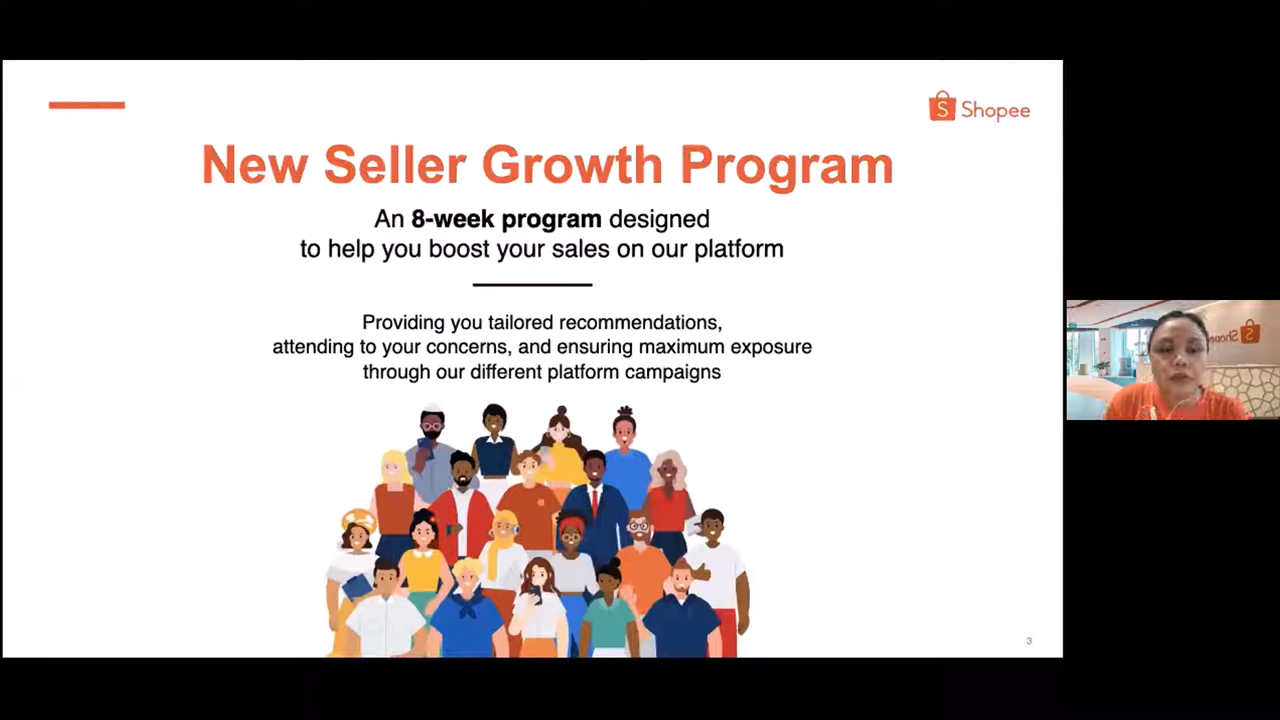 Shopee
New Seller Growth Program
An 8-week program designed
to help you boost your sales on our platform
Providing you tailored recommendations,
attending to your concerns, and ensuring maximum exposure
through our different platform campaigns
Shopee
3